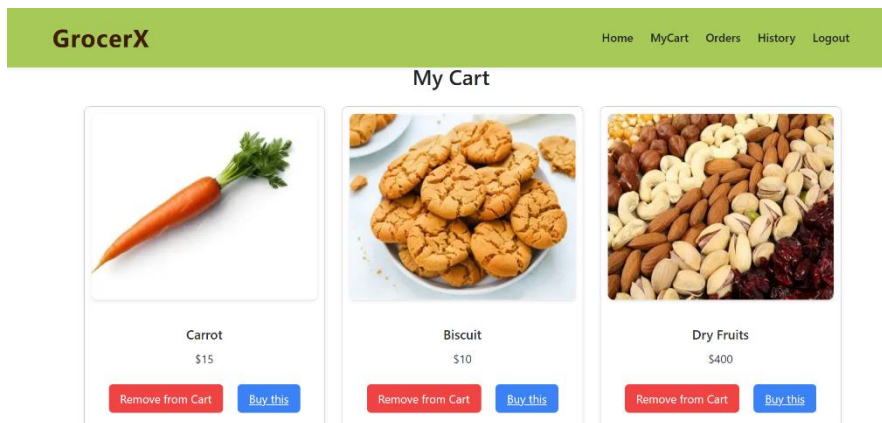 GrocerX Home MyCart Orders History Logout
My Cart
Carrot Biscuit Dry Fruits
$15 $10 $400
Remove from Cart Buy this Remove from Cart Buy this Remove from Cart Buy this